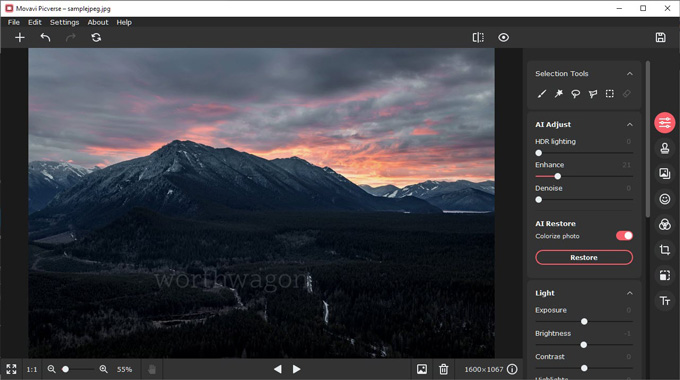 Movavi Picverse – samplejpeg.jpg
File Edit Settings About Help
Selection Tools
AI Adjust
HDR lighting 0
Enhance 21
Denoise 0
AI Restore
Colorize photo
Restore
Light
Exposure 0
Brightness -1
Contrast 0
worthwagon
Tт
1:1 55% 1600×1067